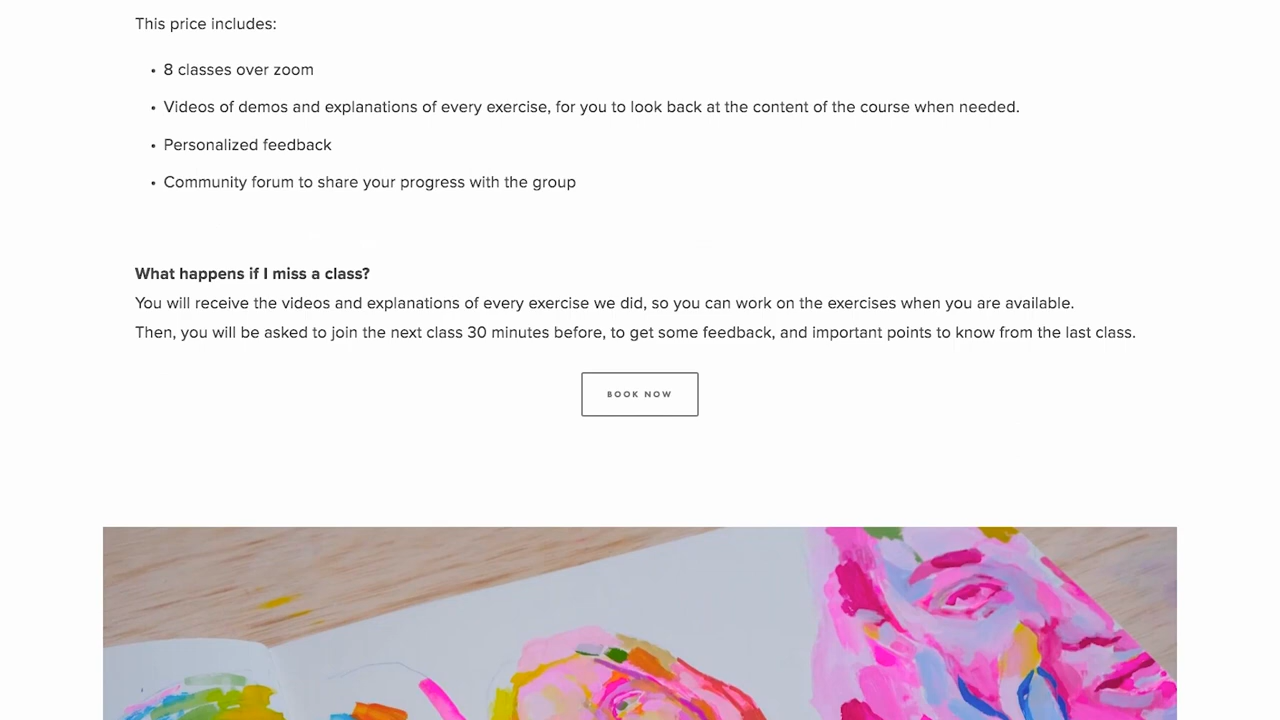 This price includes:
• 8 classes over zoom
• Videos of demos and explanations of every exercise, for you to look back at the content of the course when needed.
• Personalized feedback
• Community forum to share your progress with the group
What happens if I miss a class?
You will receive the videos and explanations of every exercise we did, so you can work on the exercises when you are available.
Then, you will be asked to join the next class 30 minutes before, to get some feedback, and important points to know from the last class.
BOOK NOW